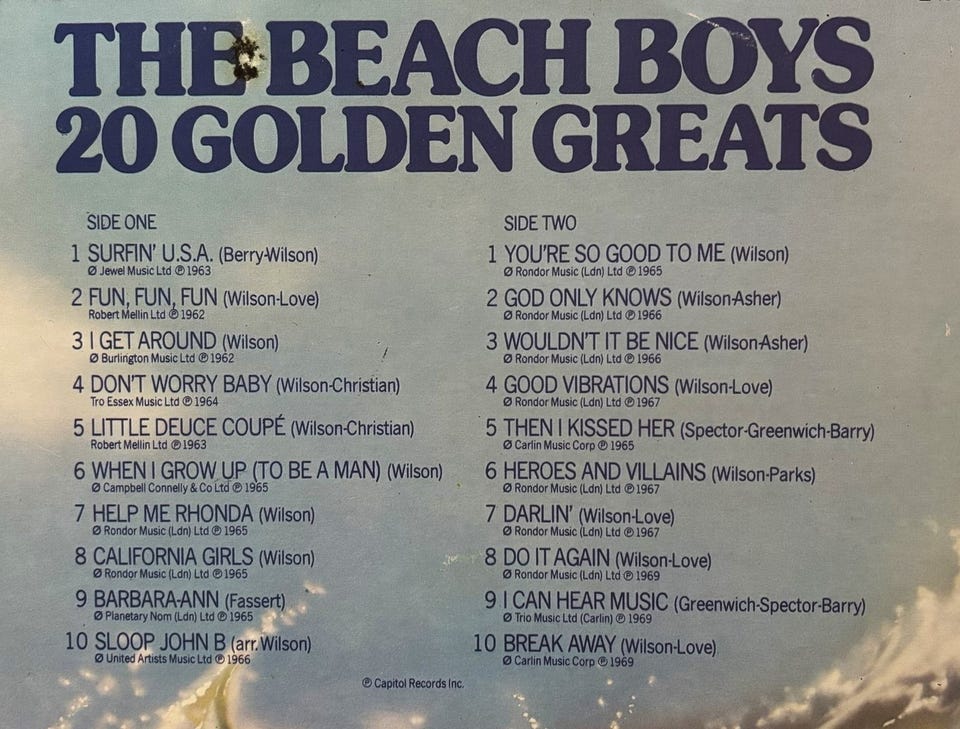 THE BEACH BOYS
20 GOLDEN GREATS
SIDE ONE
1 SURFIN' U.S.A. (Berry-Wilson)
Ø Jewel Music Ltd ℗ 1963
2 FUN, FUN, FUN (Wilson-Love)
Robert Mellin Ltd ℗ 1962
3 I GET AROUND (Wilson)
Ø Burlington Music Ltd ℗ 1962
4 DON'T WORRY BABY (Wilson-Christian)
Tro Essex Music Ltd ℗ 1964
5 LITTLE DEUCE COUPÉ (Wilson-Christian)
Robert Mellin Ltd ℗ 1963
6 WHEN I GROW UP (TO BE A MAN) (Wilson)
Ø Campbell Connelly & Co Ltd ℗ 1965
7 HELP ME RHONDA (Wilson)
Ø Rondor Music (Ldn) Ltd ℗ 1965
8 CALIFORNIA GIRLS (Wilson)
Ø Rondor Music (Ldn) Ltd ℗ 1965
9 BARBARA-ANN (Fassert)
Ø Planetary Nom (Ldn) Ltd ℗ 1965
10 SLOOP JOHN B (arr. Wilson)
Ø United Artists Music Ltd ℗ 1966
SIDE TWO
1 YOU'RE SO GOOD TO ME (Wilson)
Ø Rondor Music (Ldn) Ltd ℗ 1965
2 GOD ONLY KNOWS (Wilson-Asher)
Ø Rondor Music (Ldn) Ltd ℗ 1966
3 WOULDN'T IT BE NICE (Wilson-Asher)
Ø Rondor Music (Ldn) Ltd ℗ 1966
4 GOOD VIBRATIONS (Wilson-Love)
Ø Rondor Music (Ldn) Ltd ℗ 1967
5 THEN I KISSED HER (Spector-Greenwich-Barry)
Ø Carlin Music Corp ℗ 1965
6 HEROES AND VILLAINS (Wilson-Parks)
Ø Rondor Music (Ldn) Ltd ℗ 1967
7 DARLIN' (Wilson-Love)
Ø Rondor Music (Ldn) Ltd ℗ 1967
8 DO IT AGAIN (Wilson-Love)
Ø Rondor Music (Ldn) Ltd ℗ 1969
9 I CAN HEAR MUSIC (Greenwich-Spector-Barry)
Ø Trio Music Ltd (Carlin) ℗ 1969
10 BREAK AWAY (Wilson-Love)
Ø Carlin Music Corp ℗ 1969
℗ Capitol Records Inc.